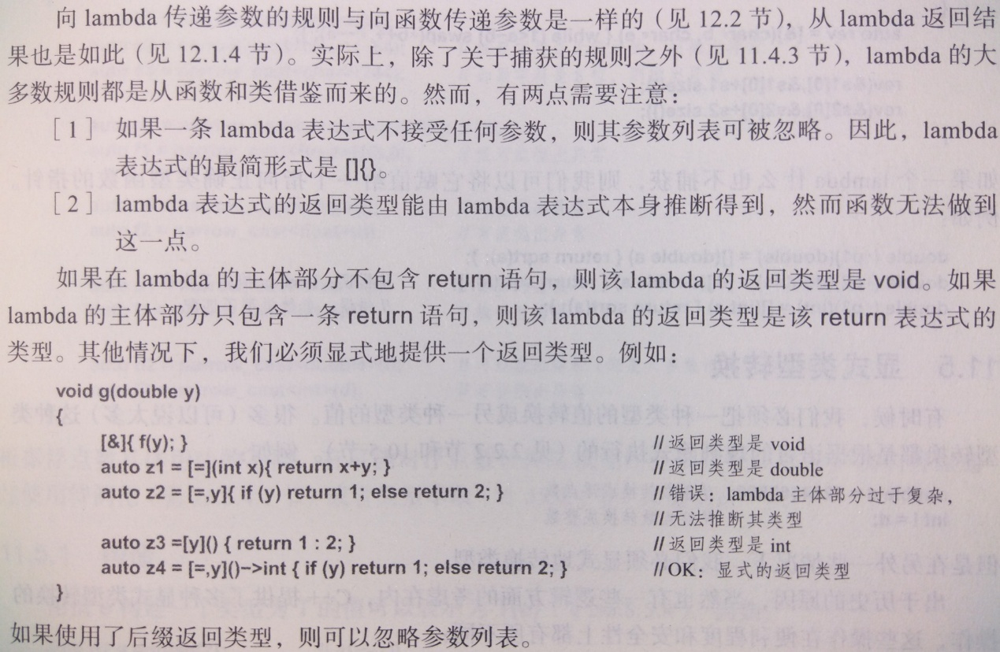 向 lambda 传递参数的规则与向函数传递参数是一样的（见 12.2 节），从 lambda 返回结
果也是如此（见 12.1.4 节）。实际上，除了关于捕获的规则之外（见 11.4.3 节），lambda 的大
多数规则都是从函数和类借鉴而来的。然而，有两点需要注意：
[ 1 ] 如果一条 lambda 表达式不接受任何参数，则其参数列表可被忽略。因此，lambda
表达式的最简形式是 []{}。
[ 2 ] lambda 表达式的返回类型能由 lambda 表达式本身推断得到，然而函数无法做到
这一点。
如果在 lambda 的主体部分不包含 return 语句，则该 lambda 的返回类型是 void。如果
lambda 的主体部分只包含一条 return 语句，则该 lambda 的返回类型是该 return 表达式的
类型。其他情况下，我们必须显式地提供一个返回类型。例如：
void g(double y)
{
[&]{ f(y); } // 返回类型是 void
auto z1 = [=](int x){ return x+y; } // 返回类型是 double
auto z2 = [=,y]{ if (y) return 1; else return 2; } // 错误：lambda 主体部分过于复杂，
// 无法推断其类型
auto z3 =[y]() { return 1 : 2; } // 返回类型是 int
auto z4 = [=,y]()–>int { if (y) return 1; else return 2; } //OK：显式的返回类型
}
如果使用了后缀返回类型，则可以忽略参数列表。